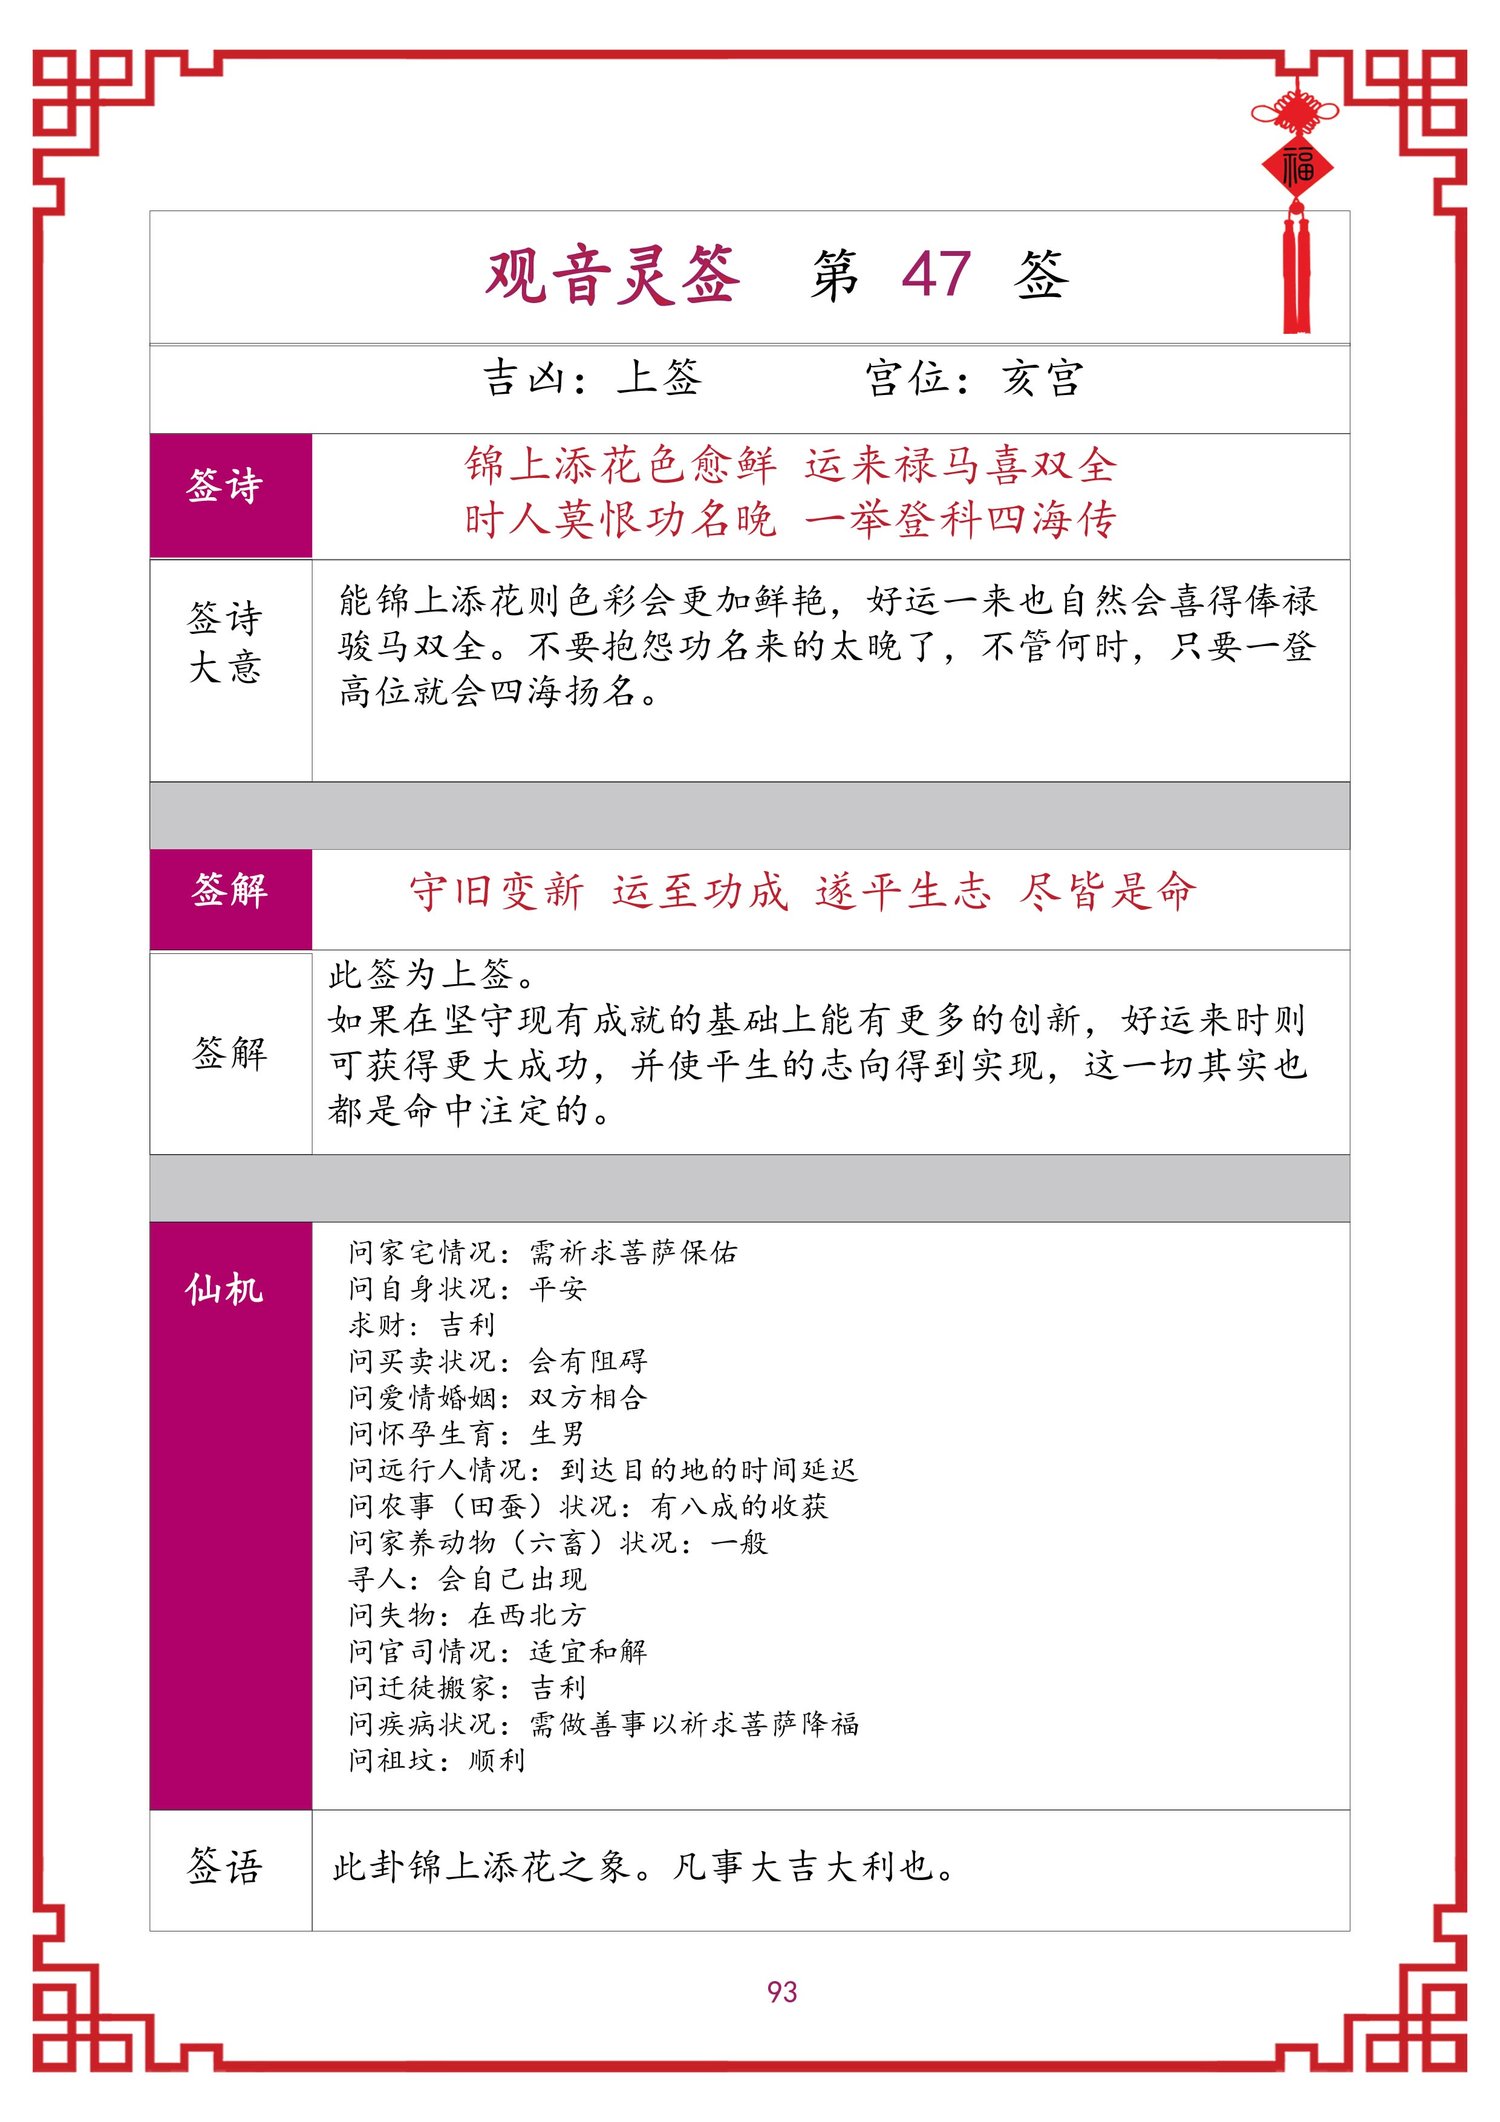 福
观音灵签 第 47 签
吉凶：上签 宫位：亥宫
签诗
锦上添花色愈鲜 运来禄马喜双全
时人莫恨功名晚 一举登科四海传
签诗
大意
能锦上添花则色彩会更加鲜艳，好运一来也自然会喜得俸禄
骏马双全。不要抱怨功名来的太晚了，不管何时，只要一登
高位就会四海扬名。
签解
守旧变新 运至功成 遂平生志 尽皆是命
签解
此签为上签。
如果在坚守现有成就的基础上能有更多的创新，好运来时则
可获得更大成功，并使平生的志向得到实现，这一切其实也
都是命中注定的。
仙机
问家宅情况：需祈求菩萨保佑
问自身状况：平安
求财：吉利
问买卖状况：会有阻碍
问爱情婚姻：双方相合
问怀孕生育：生男
问远行人情况：到达目的地的时间延迟
问农事（田蚕）状况：有八成的收获
问家养动物（六畜）状况：一般
寻人：会自己出现
问失物：在西北方
问官司情况：适宜和解
问迁徒搬家：吉利
问疾病状况：需做善事以祈求菩萨降福
问祖坟：顺利
签语
此卦锦上添花之象。凡事大吉大利也。
93